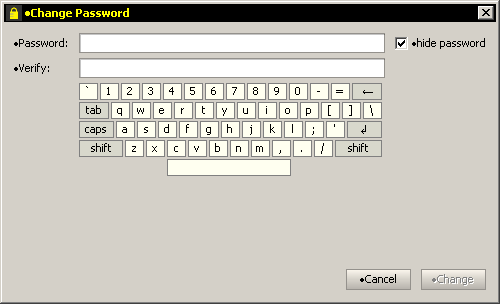 •Change Password
•Password:
•hide password
•Verify:
` 1 2 3 4 5 6 7 8 9 0 - = ←
tab q w e r t y u i o p [ ] \
caps a s d f g h j k l ; ' ↲
shift z x c v b n m , . / shift
•Cancel
•Change